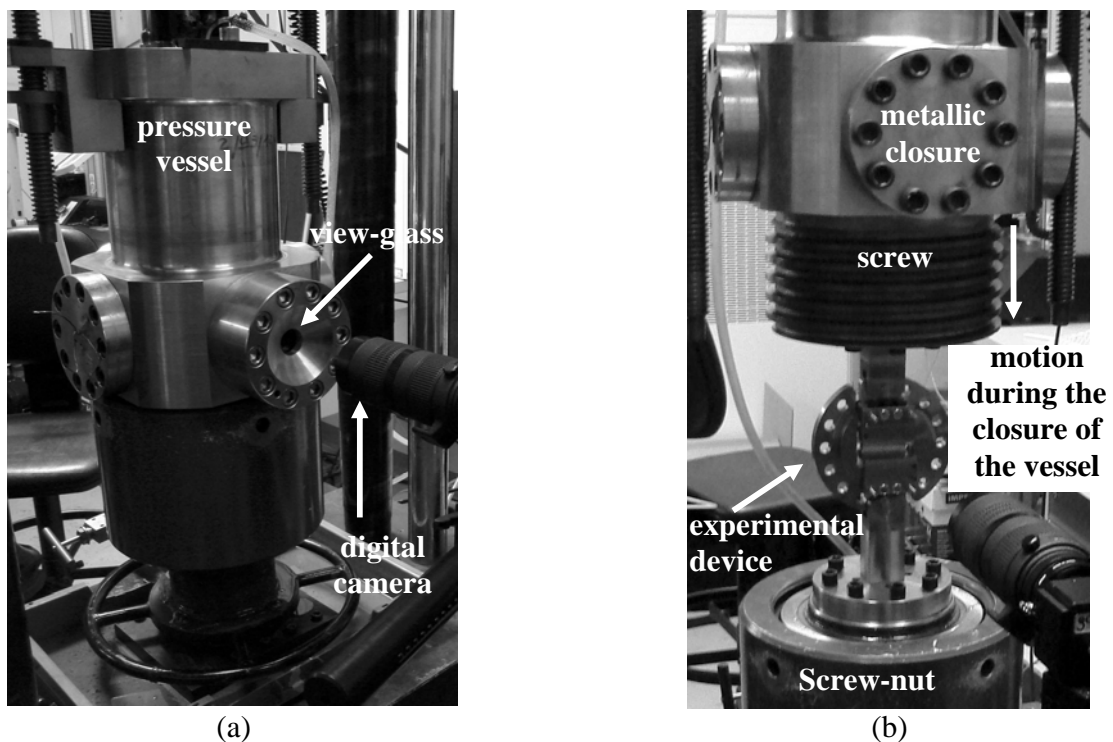 pressure
vessel
view-glass
digital
camera
(a)
metallic
closure
screw
motion
during the
closure of
the vessel
experimental
device
Screw-nut
(b)